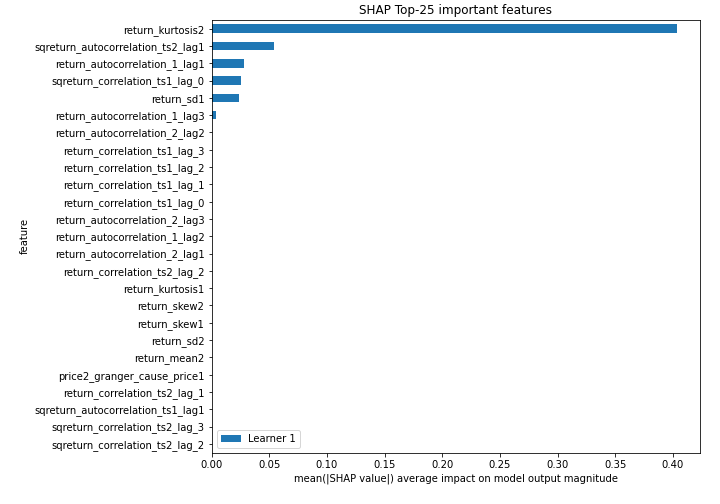 SHAP Top-25 important features
return_kurtosis2
sqreturn_autocorrelation_ts2_lag1
return_autocorrelation_1_lag1
sqreturn_correlation_ts1_lag_0
return_sd1
return_autocorrelation_1_lag3
return_autocorrelation_2_lag2
return_correlation_ts1_lag_3
return_correlation_ts1_lag_2
return_correlation_ts1_lag_1
return_correlation_ts1_lag_0
return_autocorrelation_2_lag3
return_autocorrelation_1_lag2
return_autocorrelation_2_lag1
return_correlation_ts2_lag_2
return_kurtosis1
return_skew2
return_skew1
return_sd2
return_mean2
price2_granger_cause_price1
return_correlation_ts2_lag_1
sqreturn_autocorrelation_ts1_lag1
sqreturn_correlation_ts2_lag_3
sqreturn_correlation_ts2_lag_2
feature
Learner 1
0.00 0.05 0.10 0.15 0.20 0.25 0.30 0.35 0.40
mean(|SHAP value|) average impact on model output magnitude